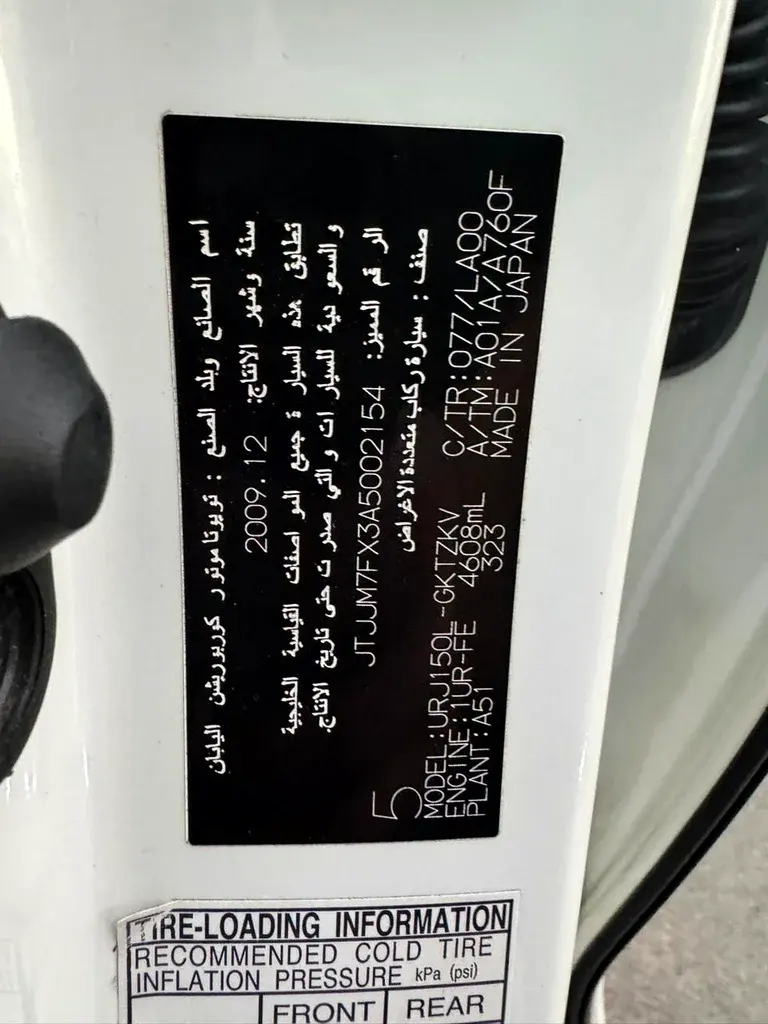 اسم الصانع وبلد الصنع : تويوتا موتور كوربوريشن اليابان
سنة وشهر الانتاج: 2009.12
تطابق هذه السيارة جميع المواصفات القياسية الخليجية
والسعودية للسيارات والتي صدرت حتى تاريخ الانتاج.
الرقم المميز: JTJJM7FX3A5002154
صنف : سيارة ركاب متعددة الاغراض
5
MODEL:URJ150L-GKTZKV C/TR:077/LA00
ENGINE:1UR-FE 4608mL A/TM:A01A/A760F
PLANT:A51 323 MADE IN JAPAN
TIRE-LOADING INFORMATION
RECOMMENDED COLD TIRE
INFLATION PRESSURE kPa (psi)
FRONT REAR